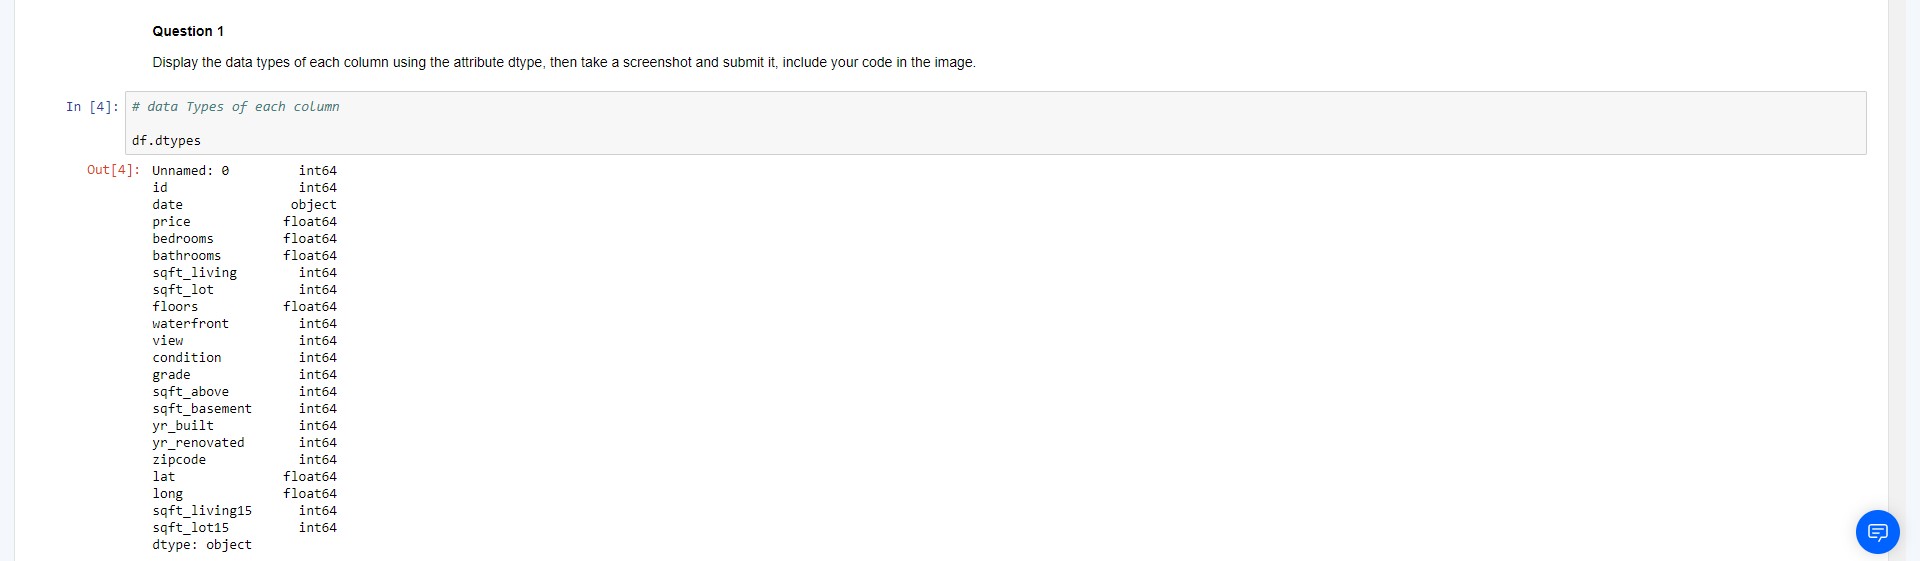 Question 1
Display the data types of each column using the attribute dtype, then take a screenshot and submit it, include your code in the image.
In [4]: # data Types of each column
df.dtypes
Out[4]: Unnamed: 0 int64
id int64
date object
price float64
bedrooms float64
bathrooms float64
sqft_living int64
sqft_lot int64
floors float64
waterfront int64
view int64
condition int64
grade int64
sqft_above int64
sqft_basement int64
yr_built int64
yr_renovated int64
zipcode int64
lat float64
long float64
sqft_living15 int64
sqft_lot15 int64
dtype: object